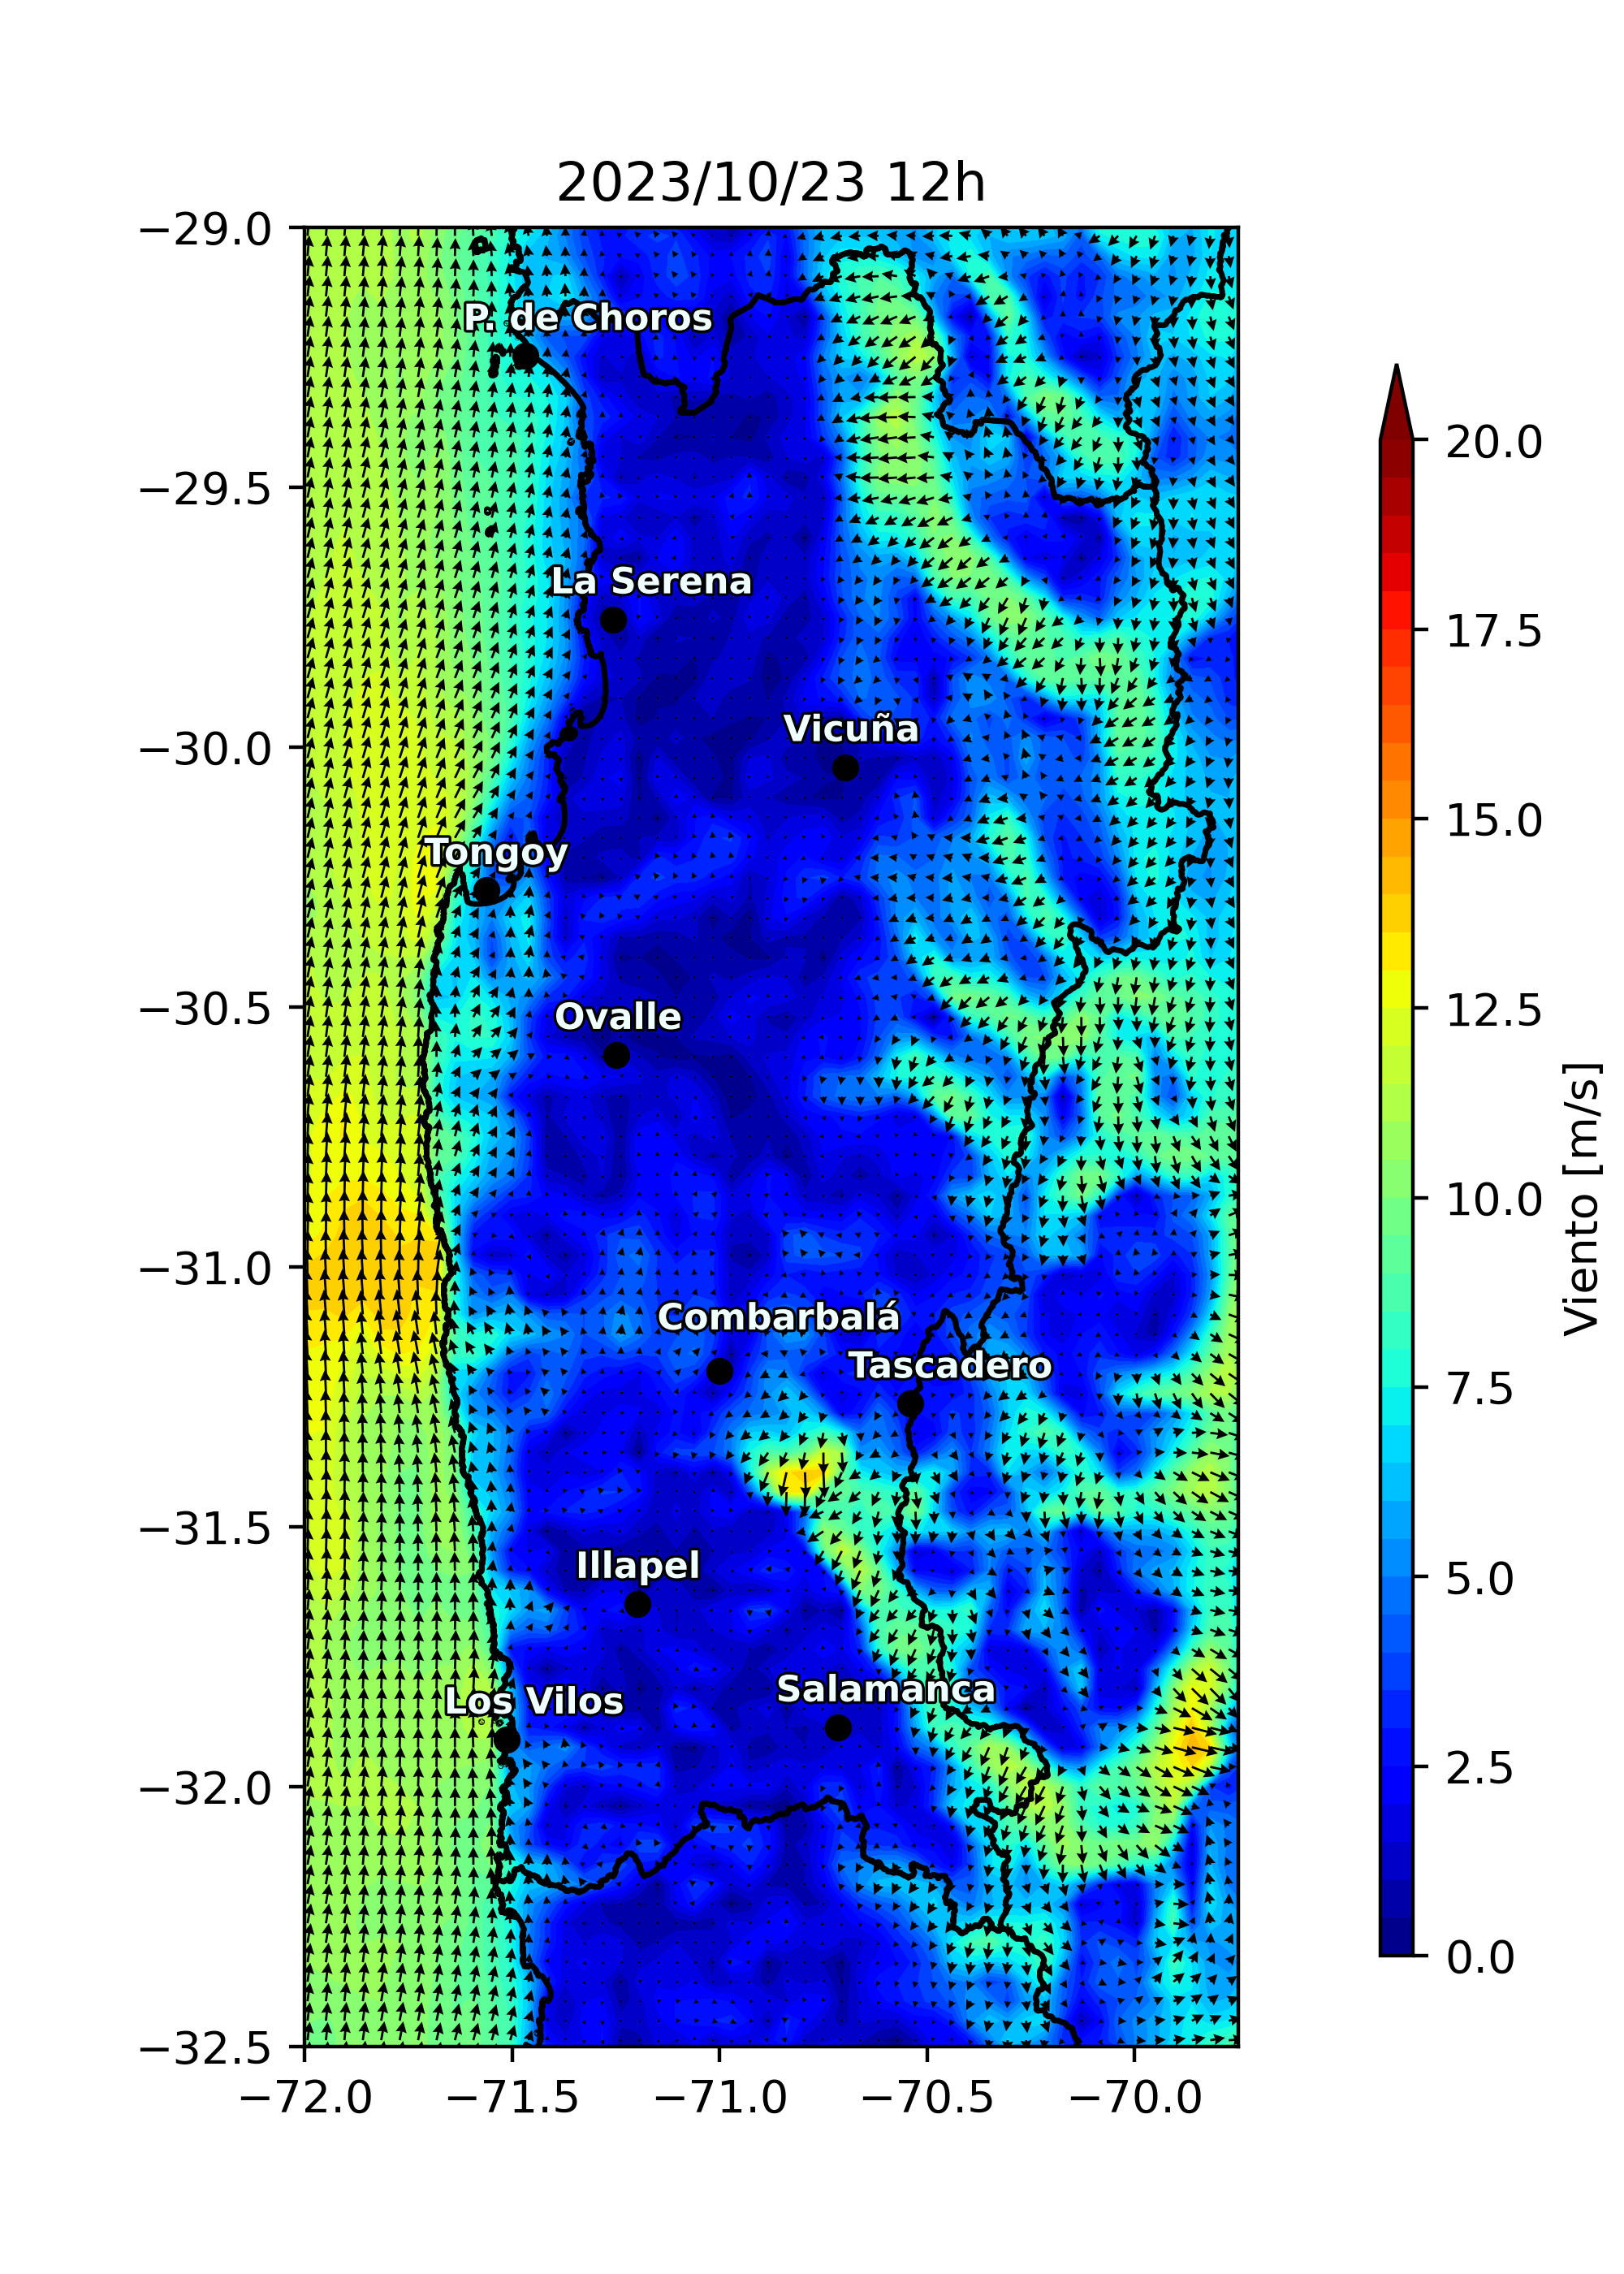 2023/10/23 12h
−29.0
−29.5
−30.0
−30.5
−31.0
−31.5
−32.0
−32.5
−72.0
−71.5
−71.0
−70.5
−70.0
P. de Choros
La Serena
Vicuña
Tongoy
Ovalle
Combarbalá
Tascadero
Illapel
Salamanca
Los Vilos
20.0
17.5
15.0
12.5
10.0
7.5
5.0
2.5
0.0
Viento [m/s]